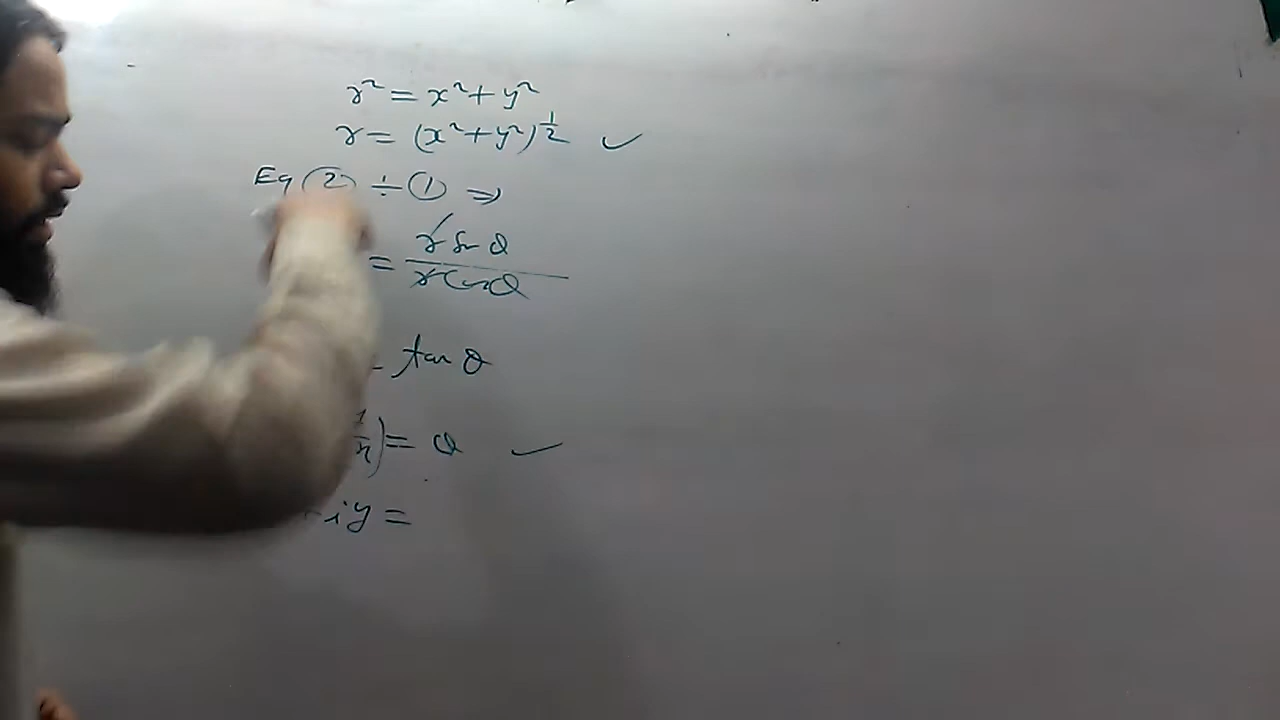 r² = x² + y²
r = (x² + y²)^½ ✓
Eq (2) ÷ (1) ⇒
= r Sin θ / r Cos θ
tan θ
) = θ ✓
iy =